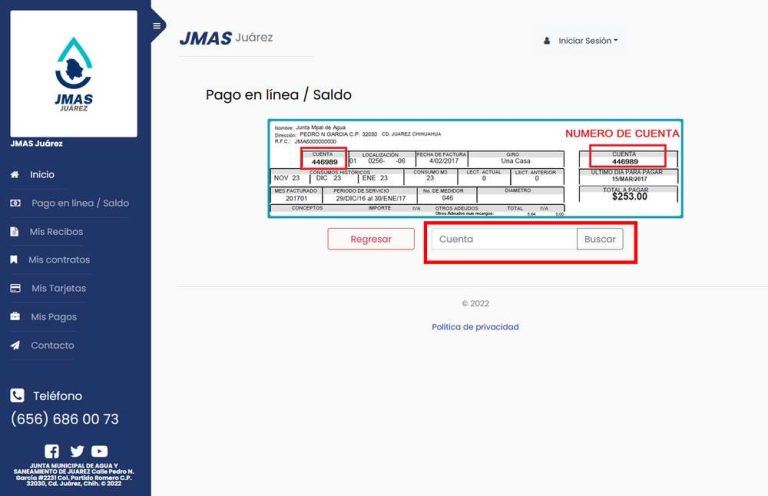 JMAS
JUÁREZ
JMAS Juárez
Inicio
Pago en línea / Saldo
Mis Recibos
Mis contratos
Mis Tarjetas
Mis Pagos
Contacto
Teléfono
(656) 686 00 73
JUNTA MUNICIPAL DE AGUA Y
SANEAMIENTO DE JUAREZ Calle Pedro N.
Garcia #2231 Col. Partido Romero C.P.
32030, Cd. Juárez, Chih. © 2022
JMAS Juárez
Iniciar Sesión
Pago en línea / Saldo
Nombre: Junta Mpal de Agua
Dirección: PEDRO N GARCIA C.P. 32030 CD. JUAREZ CHIHUAHUA
R.F.C.: JMA6000000000
NUMERO DE CUENTA
CUENTA LOCALIZACIÓN FECHA DE FACTURA GIRO
446989 01 0256- -06 4/02/2017 Una Casa
CONSUMOS HISTÓRICOS CONSUMO M3 LECT. ACTUAL LECT. ANTERIOR
NOV 23 DIC 23 ENE 23 23 0 0
MES FACTURADO PERIODO DE SERVICIO No. DE MEDIDOR DIAMETRO
201701 29/DIC/16 al 30/ENE/17 046
CONCEPTOS IMPORTE IVA OTROS ADEUDOS TOTAL IVA
Otros Adeudos mas recargos: 5.64 0.00
CUENTA
446989
ULTIMO DIA PARA PAGAR
15/MAR/2017
TOTAL A PAGAR
$253.00
Regresar
Cuenta
Buscar
© 2022
Politica de privacidad